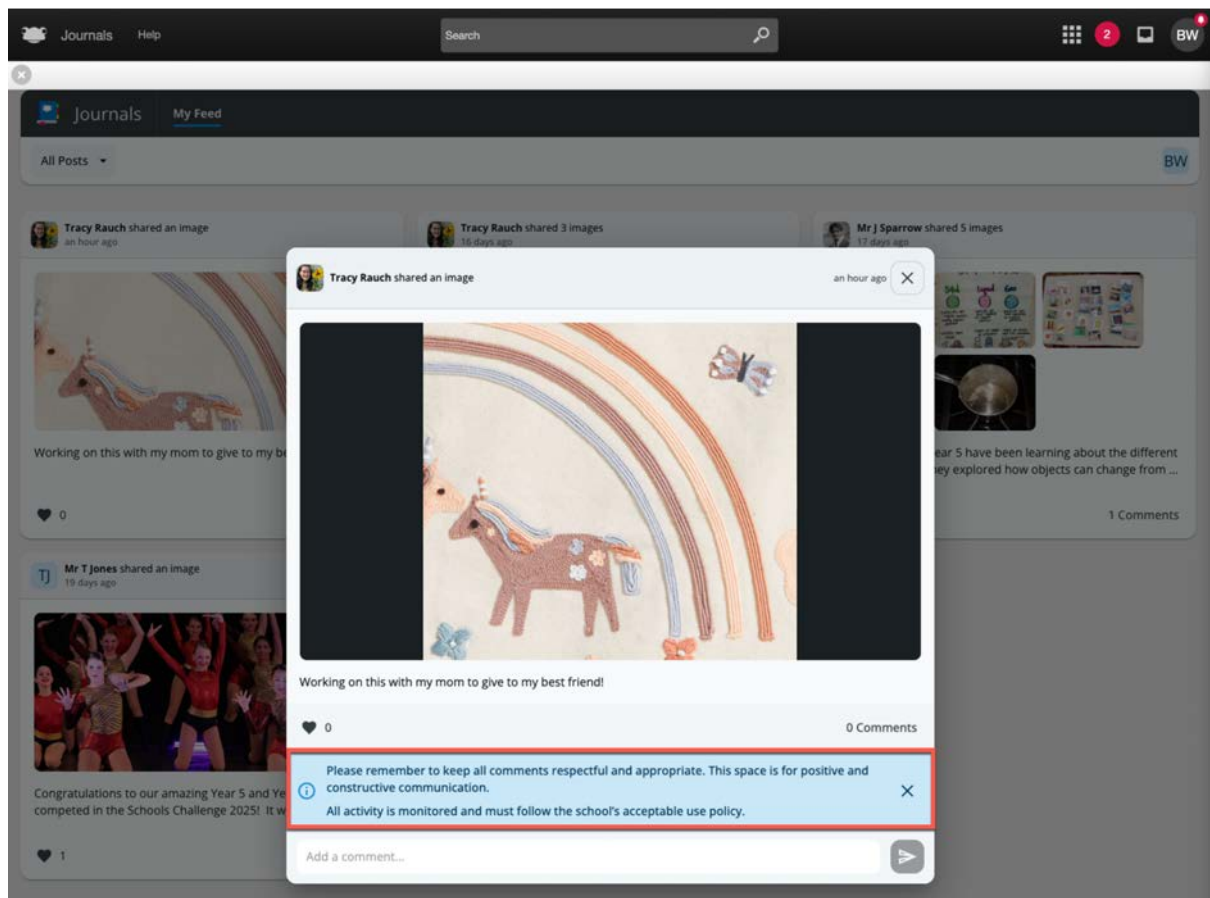 Journals Help Search 2 BW
Journals My Feed
All Posts BW
Tracy Rauch shared an image
an hour ago
Tracy Rauch shared 3 images
16 days ago
Mr J Sparrow shared 5 images
17 days ago
Tracy Rauch shared an image an hour ago
Working on this with my mom to give to my be
ear 5 have been learning about the different
ey explored how objects can change from ...
0
1 Comments
Working on this with my mom to give to my best friend!
0 0 Comments
Please remember to keep all comments respectful and appropriate. This space is for positive and
constructive communication.
All activity is monitored and must follow the school's acceptable use policy.
Add a comment...
TJ
Mr T Jones shared an image
19 days ago
Congratulations to our amazing Year 5 and Ye
competed in the Schools Challenge 2025! It w
1